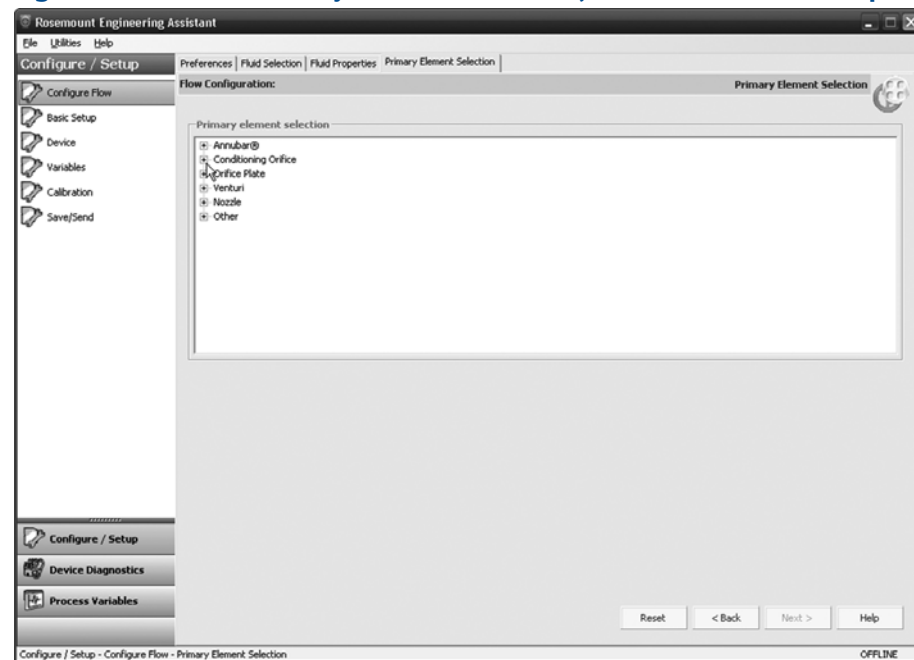 Rosemount Engineering Assistant
File Utilities Help
Configure / Setup
Preferences Fluid Selection Fluid Properties Primary Element Selection
Configure Flow
Flow Configuration: Primary Element Selection
Basic Setup
Device
Variables
Calibration
Save/Send
Primary element selection
Annubar®
Conditioning Orifice
Orifice Plate
Venturi
Nozzle
Other
Configure / Setup
Device Diagnostics
Process Variables
Reset < Back Next > Help
Configure / Setup - Configure Flow - Primary Element Selection OFFLINE